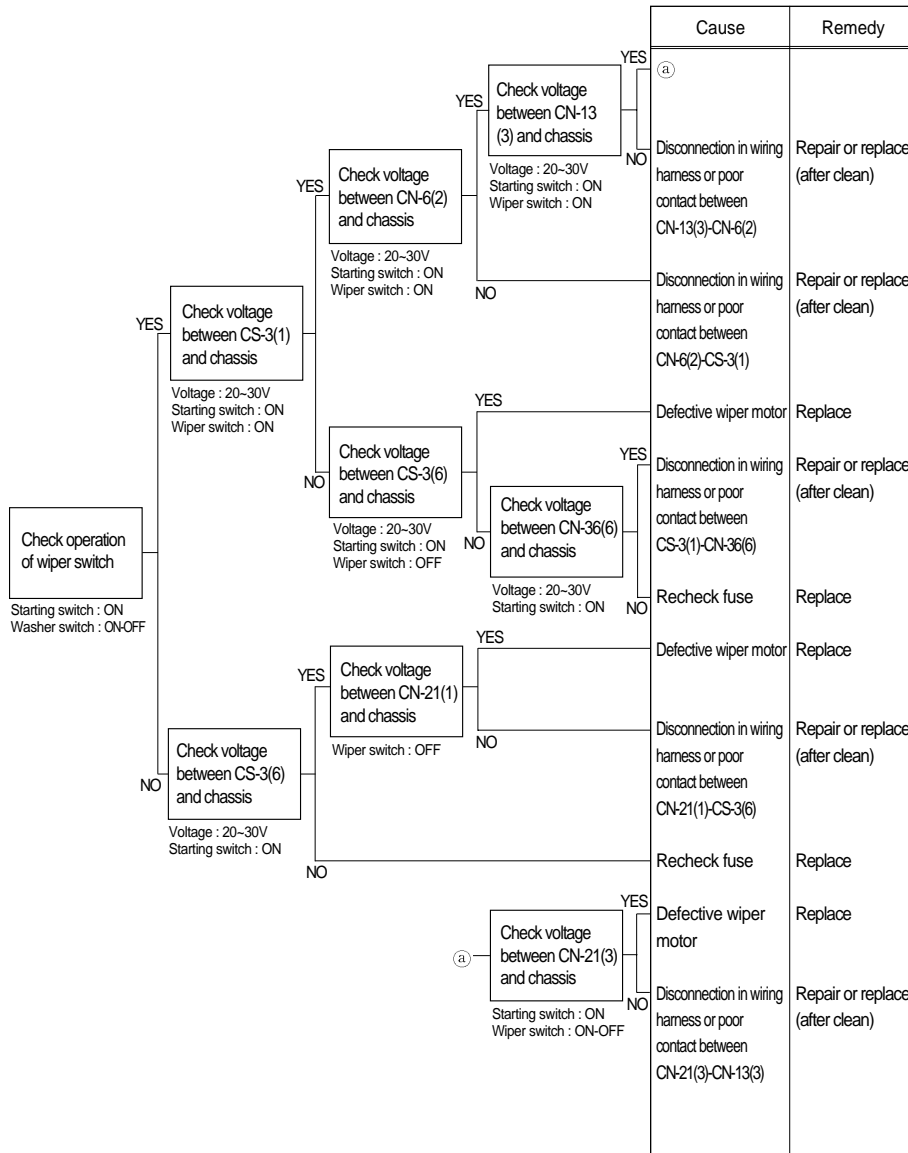 Cause
Remedy
YES
ⓐ
Check voltage
between CN-13
(3) and chassis
YES
NO
Voltage : 20~30V
Starting switch : ON
Wiper switch : ON
Disconnection in wiring
harness or poor
contact between
CN-13(3)-CN-6(2)
Repair or replace
(after clean)
YES
Check voltage
between CN-6(2)
and chassis
Voltage : 20~30V
Starting switch : ON
Wiper switch : ON
NO
Disconnection in wiring
harness or poor
contact between
CN-6(2)-CS-3(1)
Repair or replace
(after clean)
YES
Check voltage
between CS-3(1)
and chassis
Voltage : 20~30V
Starting switch : ON
Wiper switch : ON
YES
Defective wiper motor
Replace
NO
Check voltage
between CS-3(6)
and chassis
Voltage : 20~30V
Starting switch : ON
Wiper switch : OFF
NO
Check voltage
between CN-36(6)
and chassis
Voltage : 20~30V
Starting switch : ON
YES
Disconnection in wiring
harness or poor
contact between
CS-3(1)-CN-36(6)
Repair or replace
(after clean)
NO
Recheck fuse
Replace
Check operation
of wiper switch
Starting switch : ON
Washer switch : ON-OFF
YES
Check voltage
between CN-21(1)
and chassis
Wiper switch : OFF
YES
Defective wiper motor
Replace
NO
Disconnection in wiring
harness or poor
contact between
CN-21(1)-CS-3(6)
Repair or replace
(after clean)
NO
Check voltage
between CS-3(6)
and chassis
Voltage : 20~30V
Starting switch : ON
NO
Recheck fuse
Replace
ⓐ
Check voltage
between CN-21(3)
and chassis
Starting switch : ON
Wiper switch : ON-OFF
YES
Defective wiper
motor
Replace
NO
Disconnection in wiring
harness or poor
contact between
CN-21(3)-CN-13(3)
Repair or replace
(after clean)